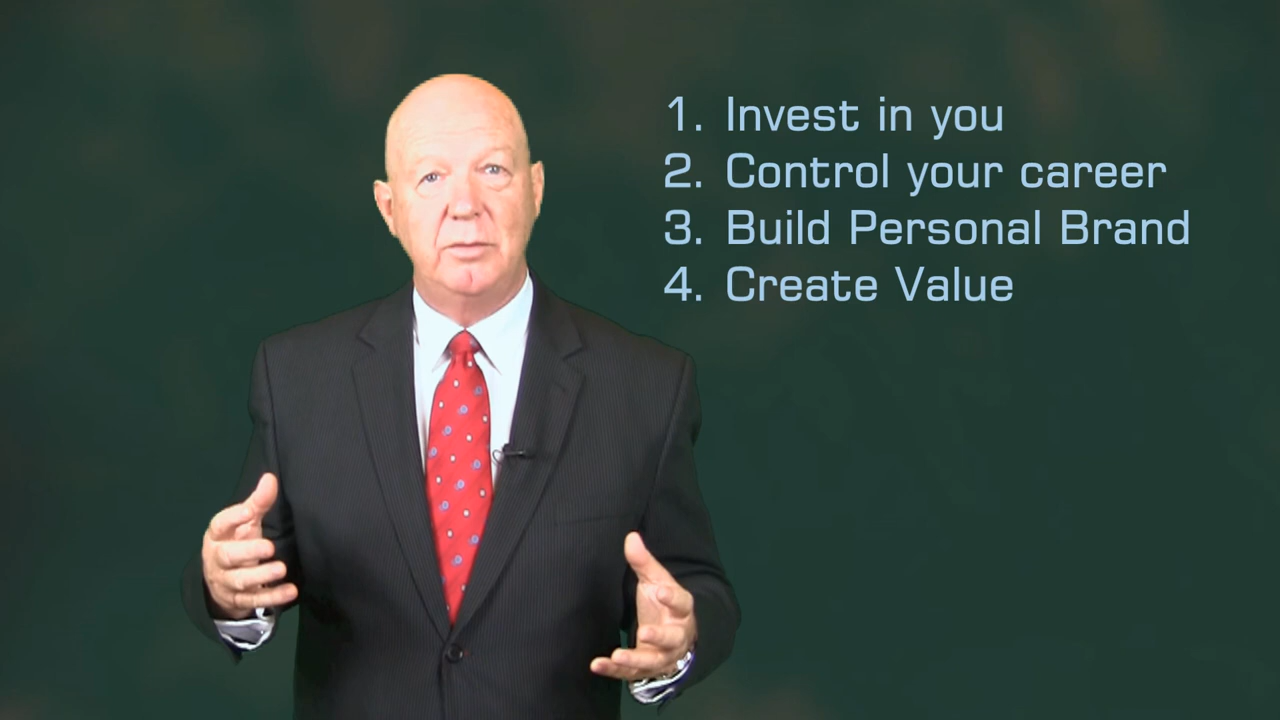 1. Invest in you
2. Control your career
3. Build Personal Brand
4. Create Value